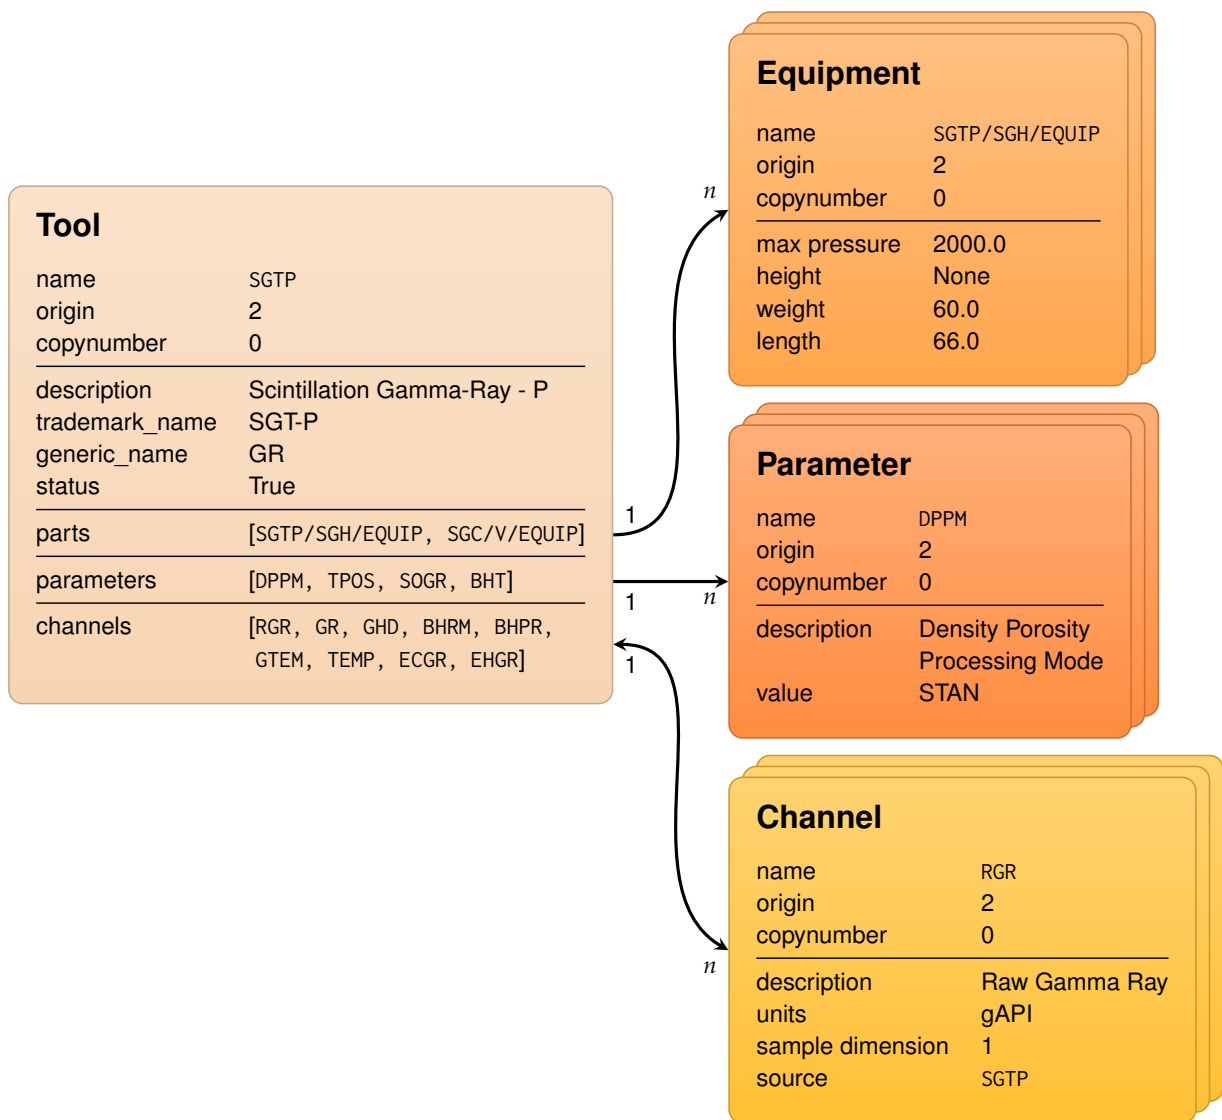 Tool
name SGTP
origin 2
copynumber 0
description Scintillation Gamma-Ray - P
trademark_name SGT-P
generic_name GR
status True
parts [SGTP/SGH/EQUIP, SGC/V/EQUIP]
parameters [DPPM, TPOS, SOGR, BHT]
channels [RGR, GR, GHD, BHRM, BHPR,
GTEM, TEMP, ECGR, EHGR]
1
n
1
n
1
n
Equipment
name SGTP/SGH/EQUIP
origin 2
copynumber 0
max pressure 2000.0
height None
weight 60.0
length 66.0
Parameter
name DPPM
origin 2
copynumber 0
description Density Porosity
Processing Mode
value STAN
Channel
name RGR
origin 2
copynumber 0
description Raw Gamma Ray
units gAPI
sample dimension 1
source SGTP